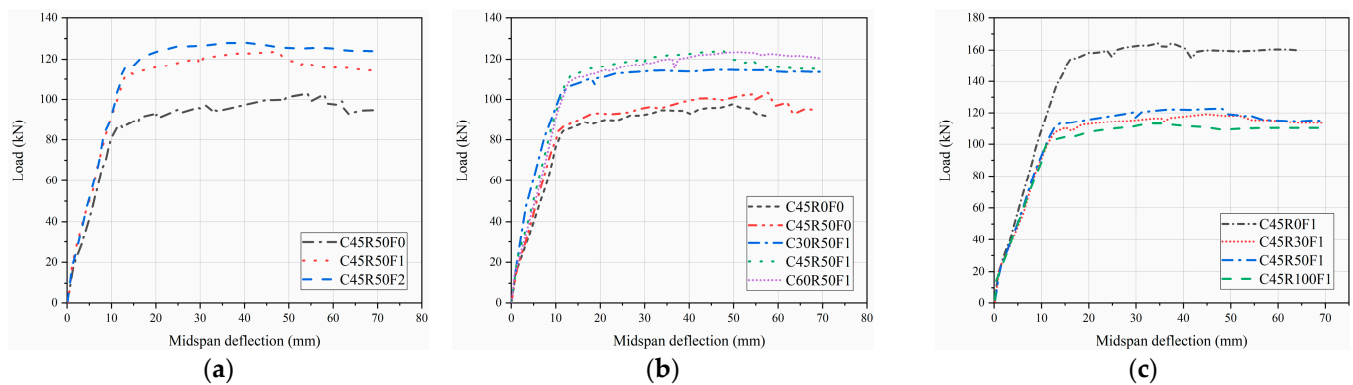 140
120
100
80
60
40
20
0
Load (kN)
0 10 20 30 40 50 60 70 80
Midspan deflection (mm)
C45R50F0
C45R50F1
C45R50F2
(a)
140
120
100
80
60
40
20
0
Load (kN)
0 10 20 30 40 50 60 70 80
Midspan deflection (mm)
C45R0F0
C45R50F0
C30R50F1
C45R50F1
C60R50F1
(b)
180
160
140
120
100
80
60
40
20
0
Load (kN)
0 10 20 30 40 50 60 70
Midspan deflection (mm)
C45R0F1
C45R30F1
C45R50F1
C45R100F1
(c)